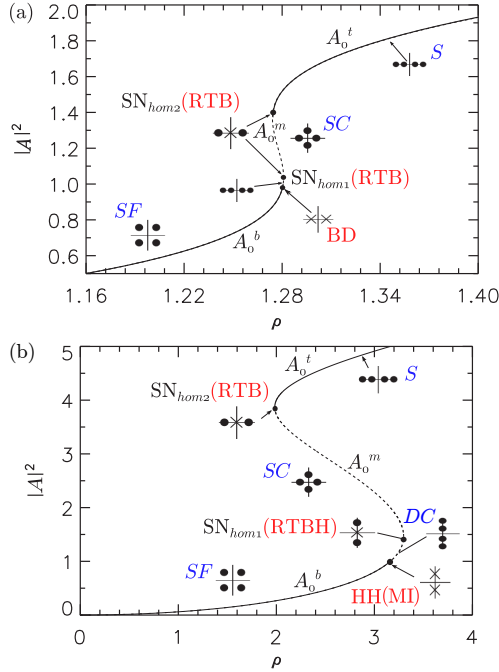 (a)
2.0
1.8
1.6
1.4
1.2
1.0
0.8
0.6
|A|²
A₀ᵗ
S
SN_hom2(RTB)
A₀ᵐ
SC
SN_hom1(RTB)
SF
A₀ᵇ
BD
1.16 1.22 1.28 1.34 1.40
ρ
(b)
5
4
3
2
1
0
|A|²
A₀ᵗ
S
SN_hom2(RTB)
A₀ᵐ
SC
SN_hom1(RTBH)
DC
SF
A₀ᵇ
HH(MI)
0 1 2 3 4
ρ